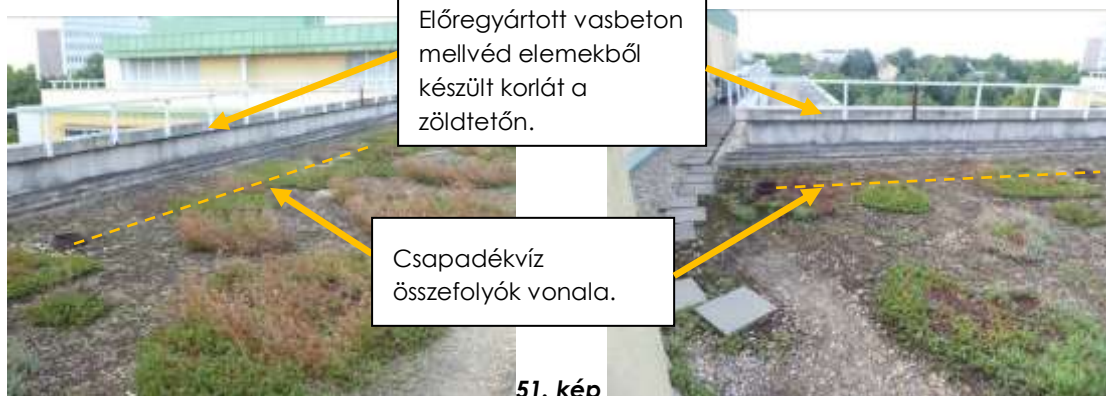 Előregyártott vasbeton
mellvéd elemekből
készült korlát a
zöldtetőn.
Csapadékvíz
összefolyók vonala.
51. kép